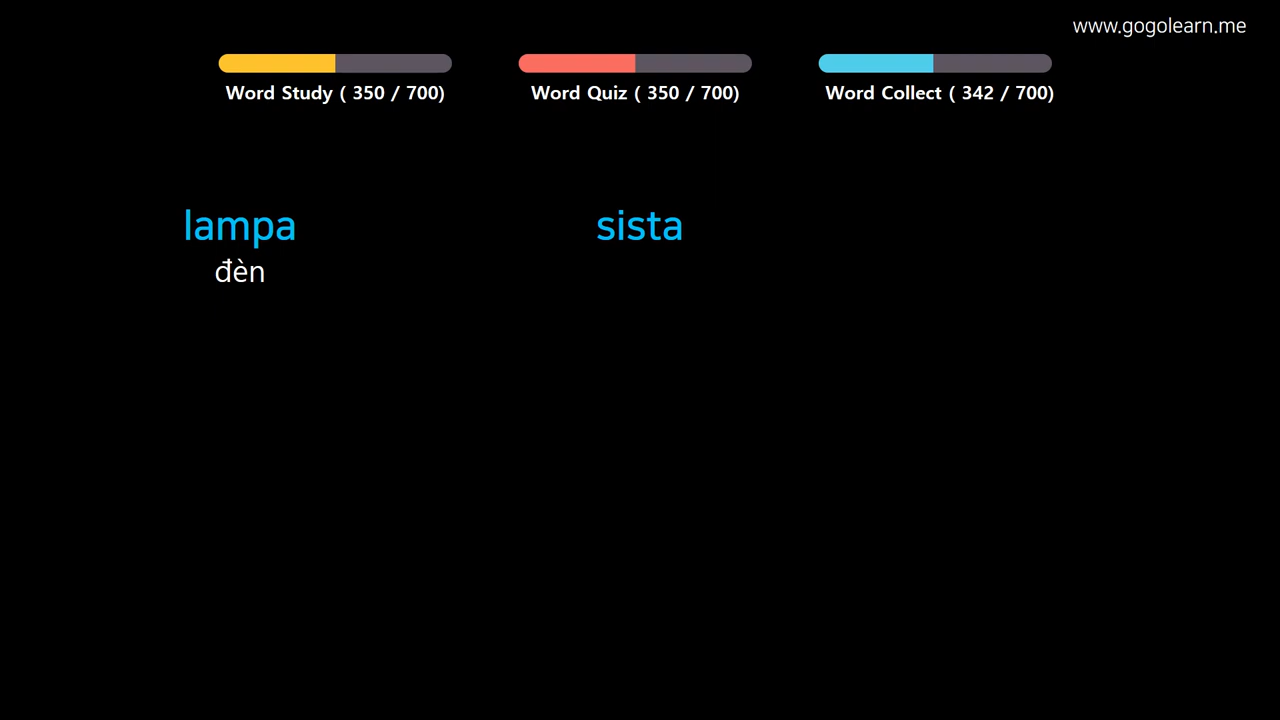 www.gogolearn.me
Word Study ( 350 / 700)
Word Quiz ( 350 / 700)
Word Collect ( 342 / 700)
lampa
đèn
sista